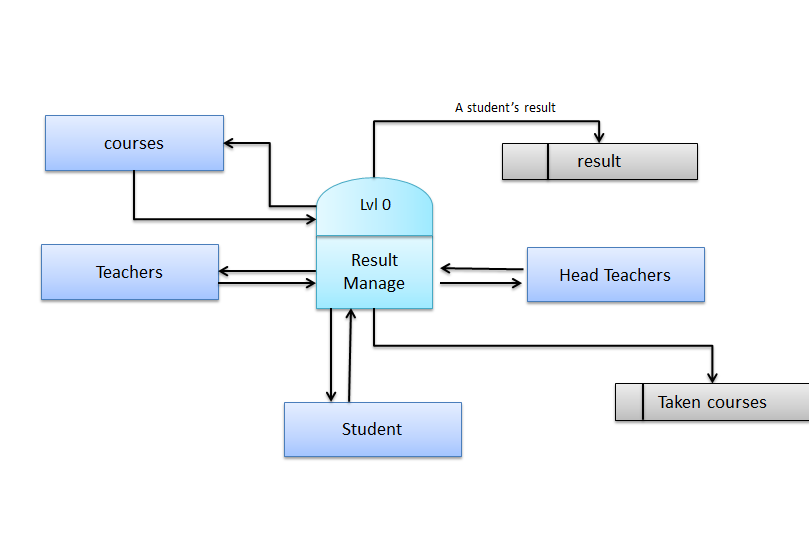 A student's result
courses
result
Lvl 0
Teachers
Result
Manage
Head Teachers
Taken courses
Student